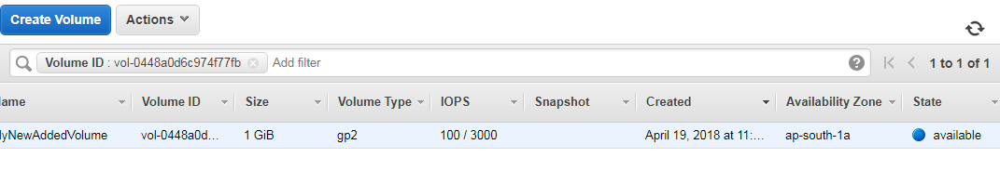 Create Volume Actions
Volume ID : vol-0448a0d6c974f77fb Add filter 1 to 1 of 1
lame Volume ID Size Volume Type IOPS Snapshot Created Availability Zone State
lyNewAddedVolume vol-0448a0d... 1 GiB gp2 100 / 3000 April 19, 2018 at 11:... ap-south-1a available